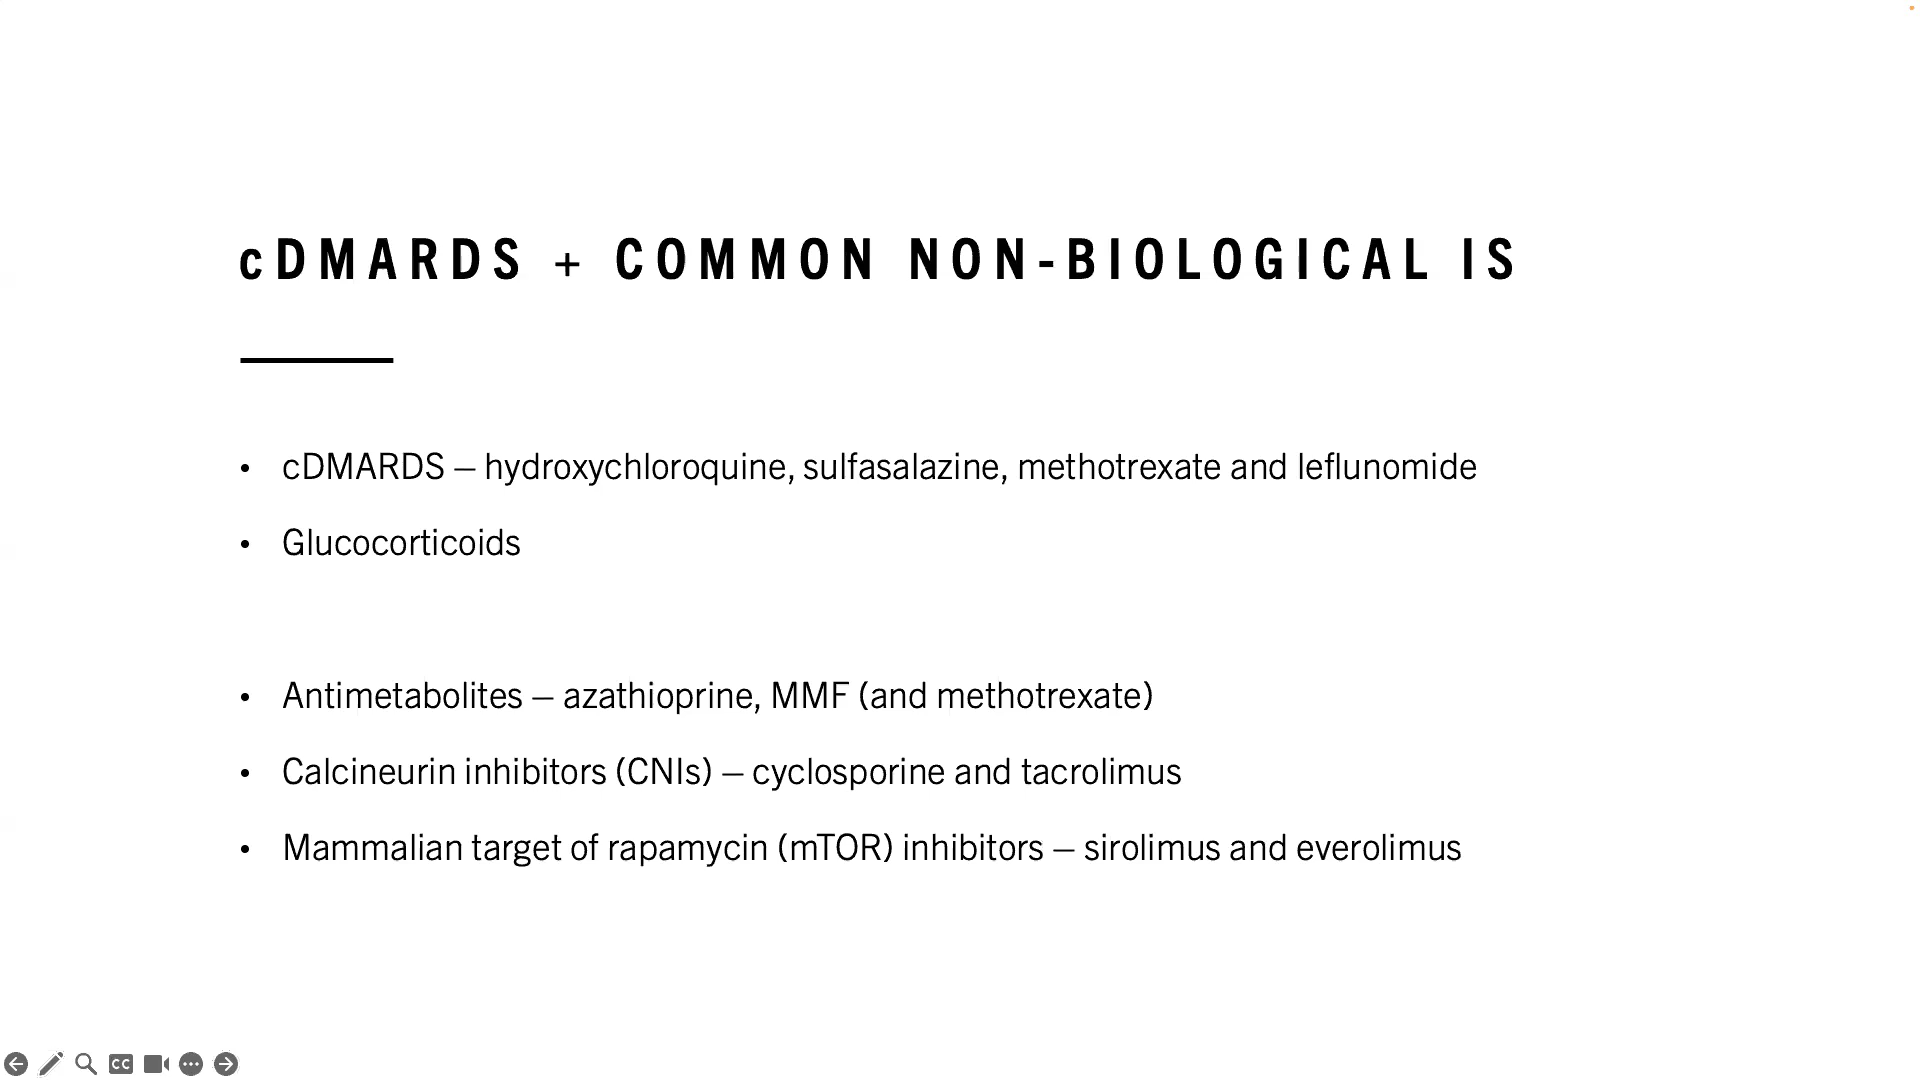 cDMARDS + COMMON NON-BIOLOGICAL IS
• cDMARDS – hydroxychloroquine, sulfasalazine, methotrexate and leflunomide
• Glucocorticoids
• Antimetabolites – azathioprine, MMF (and methotrexate)
• Calcineurin inhibitors (CNIs) – cyclosporine and tacrolimus
• Mammalian target of rapamycin (mTOR) inhibitors – sirolimus and everolimus
CC